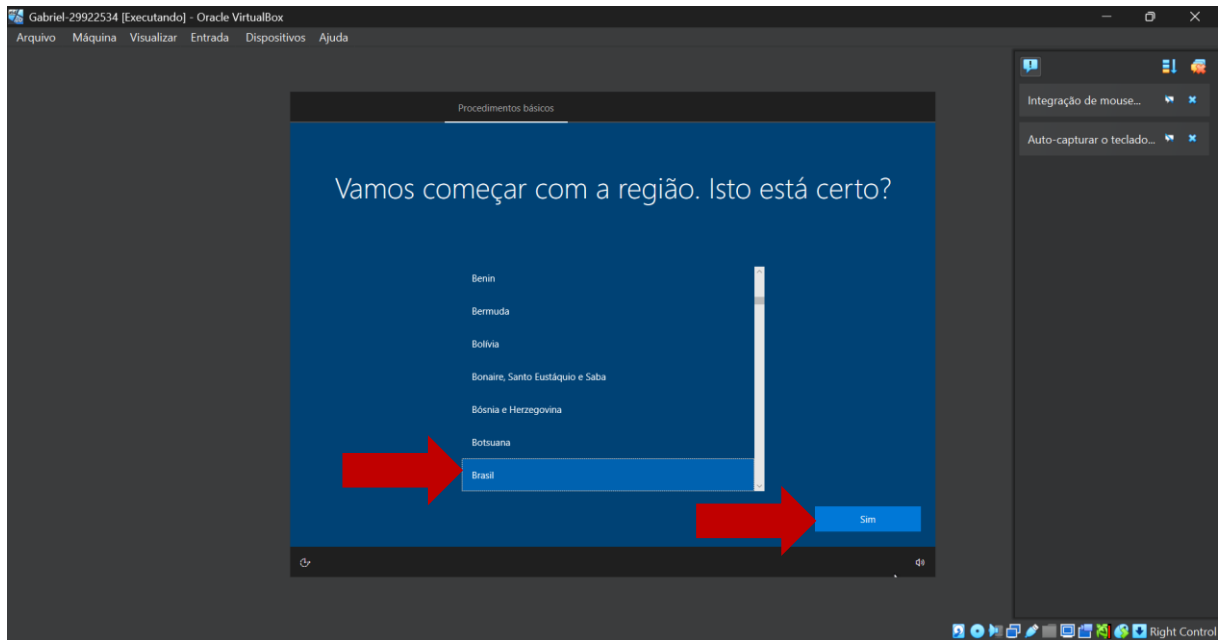 Gabriel-29922534 [Executando] - Oracle VirtualBox
Arquivo Máquina Visualizar Entrada Dispositivos Ajuda
Integração de mouse...
Auto-capturar o teclado...
Procedimentos básicos
Vamos começar com a região. Isto está certo?
Benin
Bermuda
Bolívia
Bonaire, Santo Eustáquio e Saba
Bósnia e Herzegovina
Botsuana
Brasil
Sim
Right Control